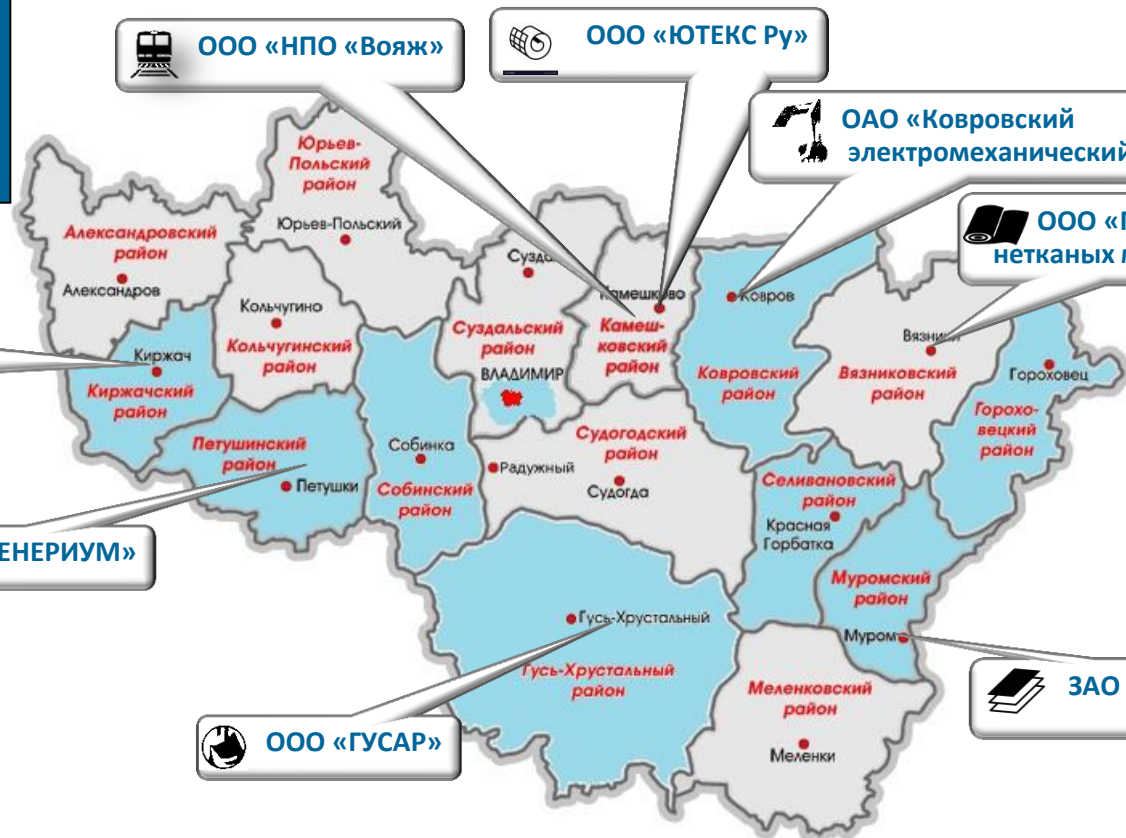 ООО «НПО «Вояж»
ООО «ЮТЕКС Ру»
ОАО «Ковровский
электромеханический
ООО «П
нетканых м
Юрьев-
Польский
район
Юрьев-Польский
Александровский
район
Александров
Суздал
Камешково
Ковров
Кольчугино
Кольчугинский
район
Суздальский
район
ВЛАДИМИР
Камеш-
ковский
район
Вязники
Вязниковский
район
Гороховец
Горохо-
вецкий
район
Киржач
Киржачский
район
Ковровский
район
Петушинский
район
Петушки
Собинка
Собинский
район
Радужный
Судогодский
район
Судогда
Селивановский
район
Красная
Горбатка
ЕНЕРИУМ»
Муромский
район
Муром
Гусь-Хрустальный
Гусь-Хрустальный
район
Меленковский
район
Меленки
ЗАО
ООО «ГУСАР»